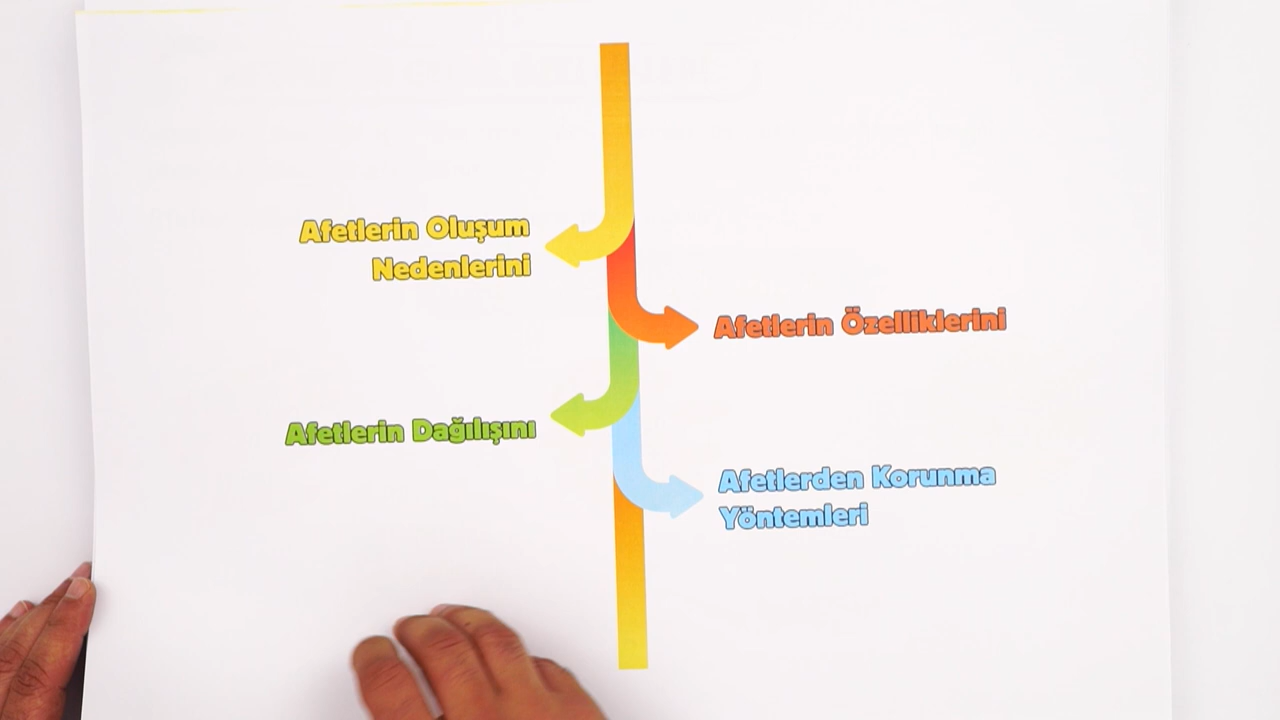 Afetlerin Oluşum
Nedenlerini
Afetlerin Özelliklerini
Afetlerin Dağılışını
Afetlerden Korunma
Yöntemleri